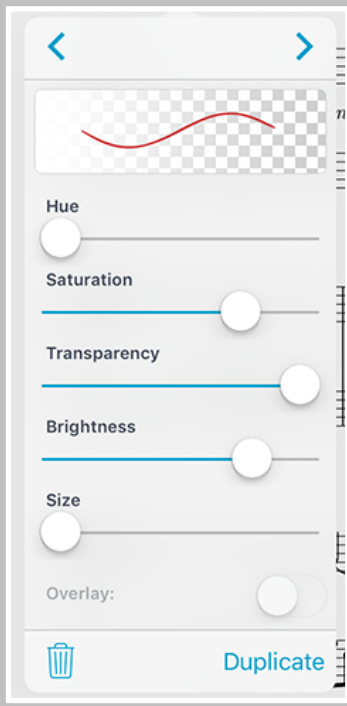 Hue
Saturation
Transparency
Brightness
Size
Overlay:
Duplicate